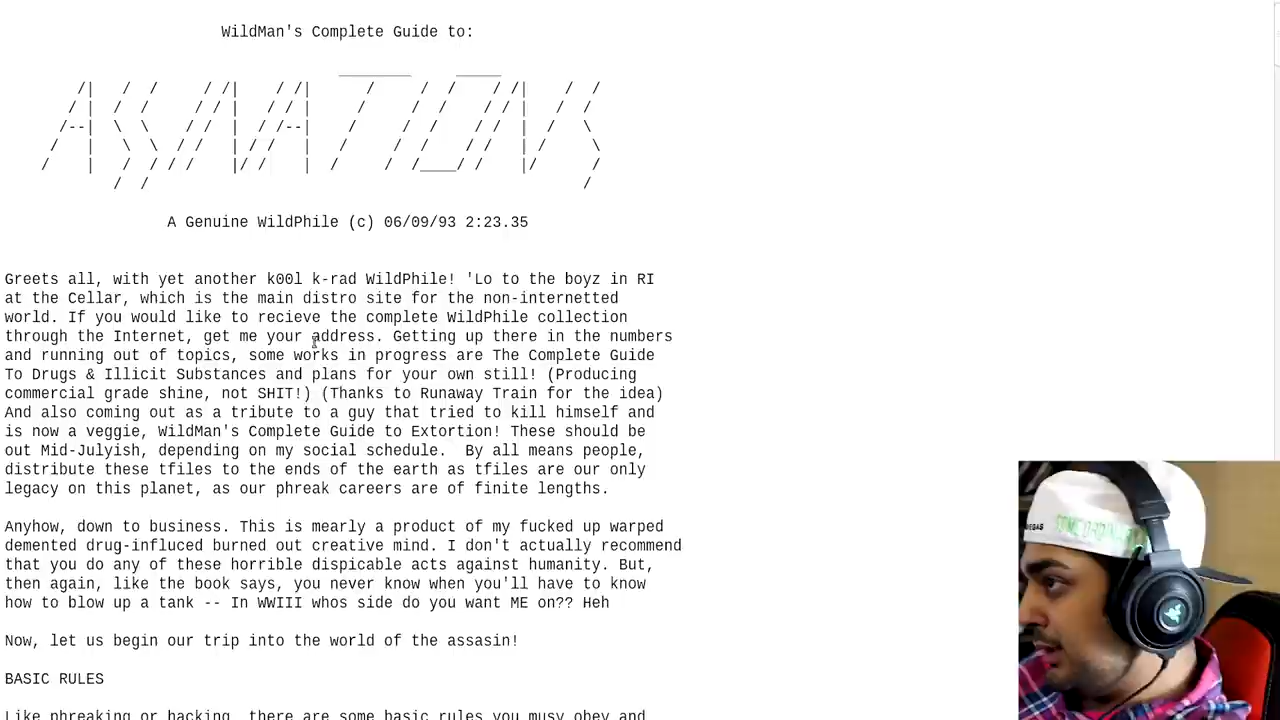 WildMan's Complete Guide to:
A Genuine WildPhile (c) 06/09/93 2:23.35
Greets all, with yet another k00l k-rad WildPhile! 'Lo to the boyz in RI
at the Cellar, which is the main distro site for the non-internetted
world. If you would like to recieve the complete WildPhile collection
through the Internet, get me your address. Getting up there in the numbers
and running out of topics, some works in progress are The Complete Guide
To Drugs & Illicit Substances and plans for your own still! (Producing
commercial grade shine, not SHIT!) (Thanks to Runaway Train for the idea)
And also coming out as a tribute to a guy that tried to kill himself and
is now a veggie, WildMan's Complete Guide to Extortion! These should be
out Mid-Julyish, depending on my social schedule.  By all means people,
distribute these tfiles to the ends of the earth as tfiles are our only
legacy on this planet, as our phreak careers are of finite lengths.
Anyhow, down to business. This is mearly a product of my fucked up warped
demented drug-influced burned out creative mind. I don't actually recommend
that you do any of these horrible dispicable acts against humanity. But,
then again, like the book says, you never know when you'll have to know
how to blow up a tank -- In WWIII whos side do you want ME on?? Heh
Now, let us begin our trip into the world of the assasin!
BASIC RULES
Like phreaking or hacking, there are some basic rules you musy obey and